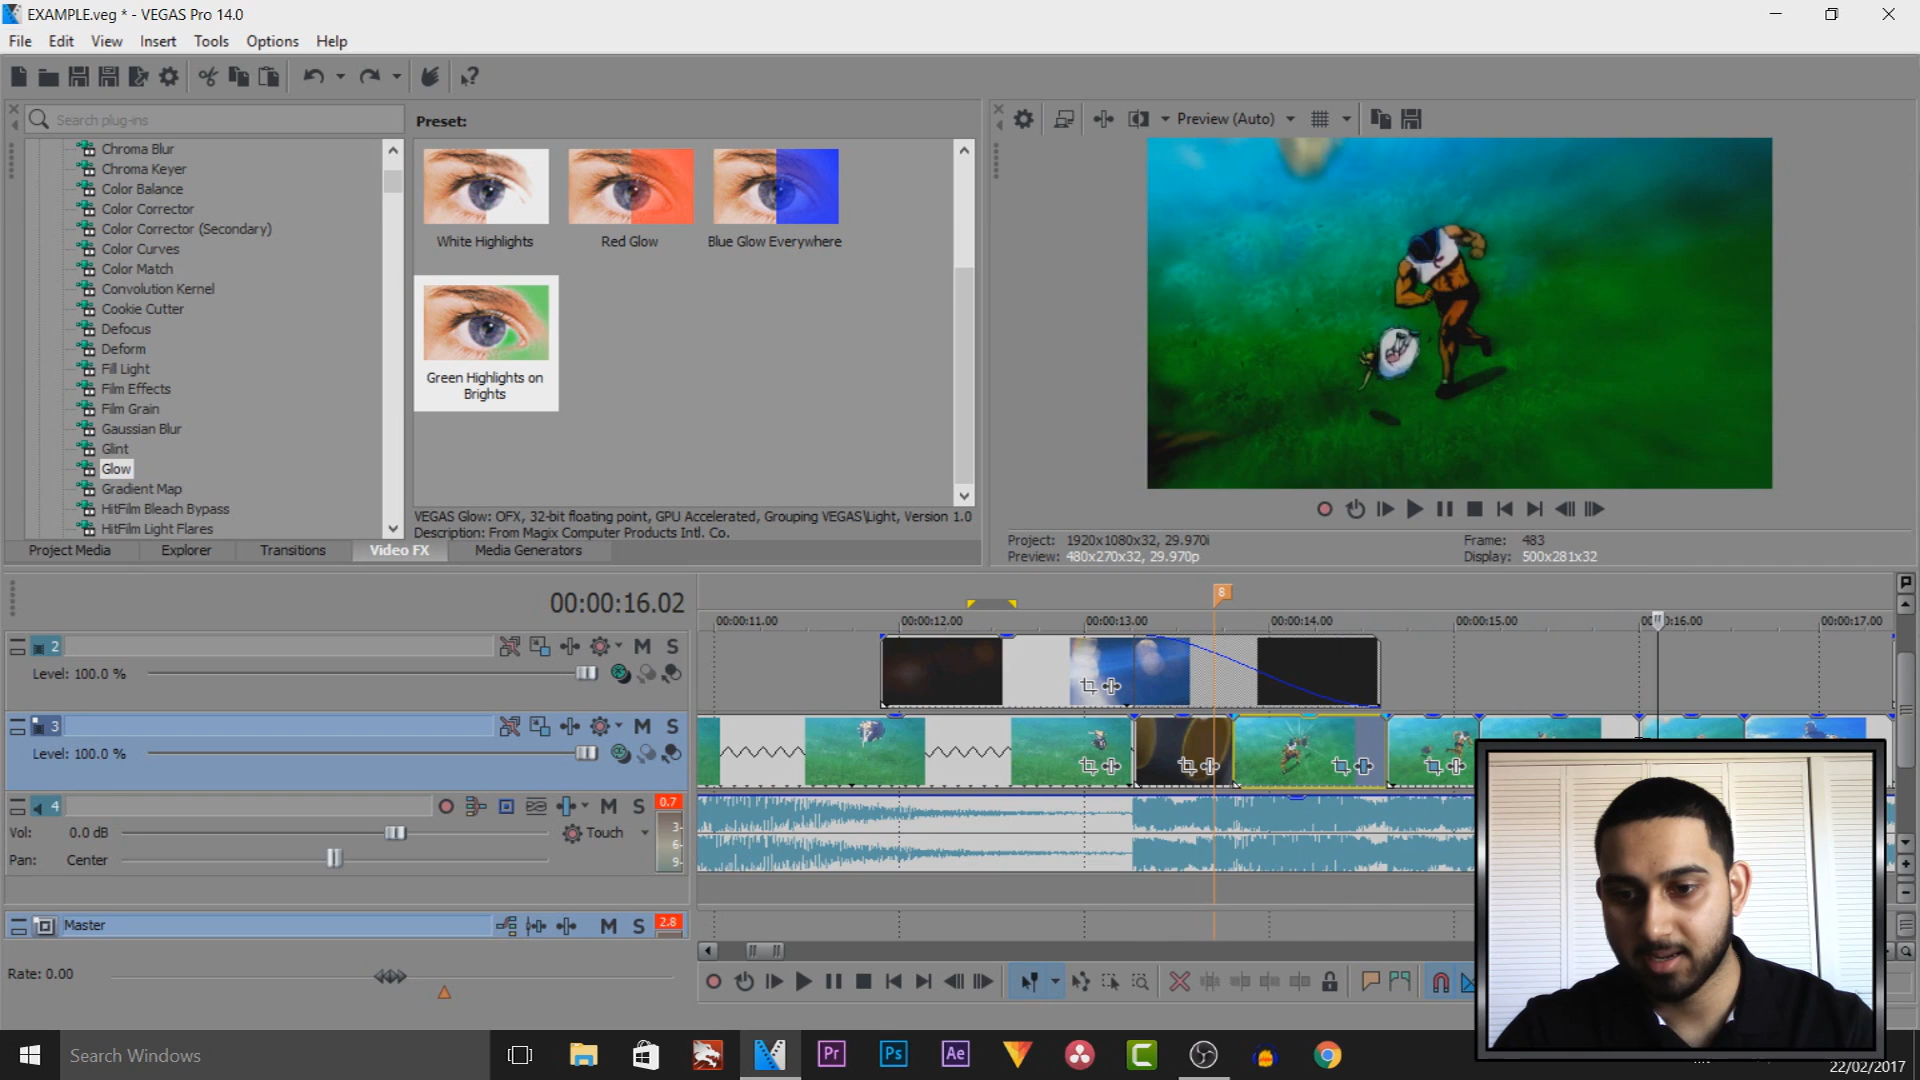 EXAMPLE.veg * - VEGAS Pro 14.0
File Edit View Insert Tools Options Help
Search plug-ins
Preset:
Preview (Auto)
Chroma Blur
Chroma Keyer
Color Balance
Color Corrector
Color Corrector (Secondary)
Color Curves
Color Match
Convolution Kernel
Cookie Cutter
Defocus
Deform
Fill Light
Film Effects
Film Grain
Gaussian Blur
Glint
Glow
Gradient Map
HitFilm Bleach Bypass
HitFilm Light Flares
White Highlights
Red Glow
Blue Glow Everywhere
Green Highlights on
Brights
VEGAS Glow: OFX, 32-bit floating point, GPU Accelerated, Grouping VEGAS\Light, Version 1.0
Description: From Magix Computer Products Intl. Co.
Project Media Explorer Transitions Video FX Media Generators
Project: 1920x1080x32, 29.970i
Preview: 480x270x32, 29.970p
Frame: 483
Display: 500x281x32
00:00:16.02
8
00:00:11.00 00:00:12.00 00:00:13.00 00:00:14.00 00:00:15.00 00:00:16.00 00:00:17.00
2 M S
Level: 100.0 %
3 M S
Level: 100.0 %
4 M S 0.7
Vol: 0.0 dB Touch 3-
6-
Pan: Center 9-
Master M S 2.8
Rate: 0.00
Search Windows
Pr Ps Ae
22/02/2017